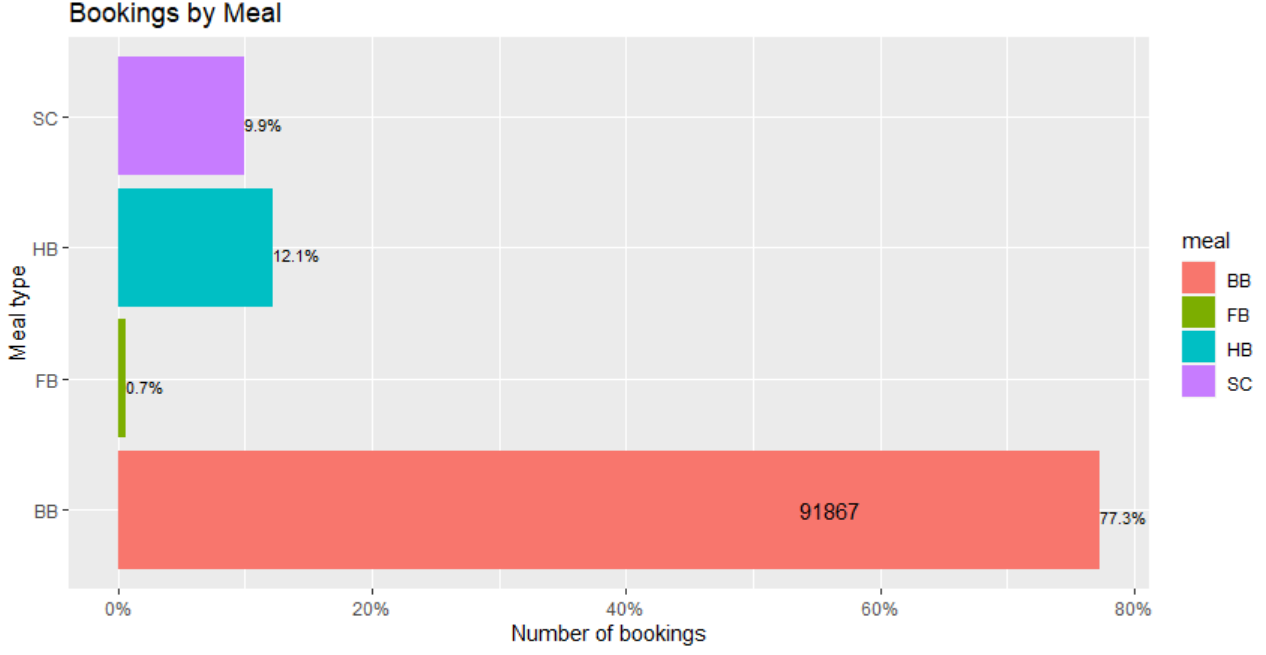 Bookings by Meal
SC
9.9%
HB
12.1%
FB
0.7%
BB
91867
77.3%
Meal type
0%
20%
40%
60%
80%
Number of bookings
meal
BB
FB
HB
SC